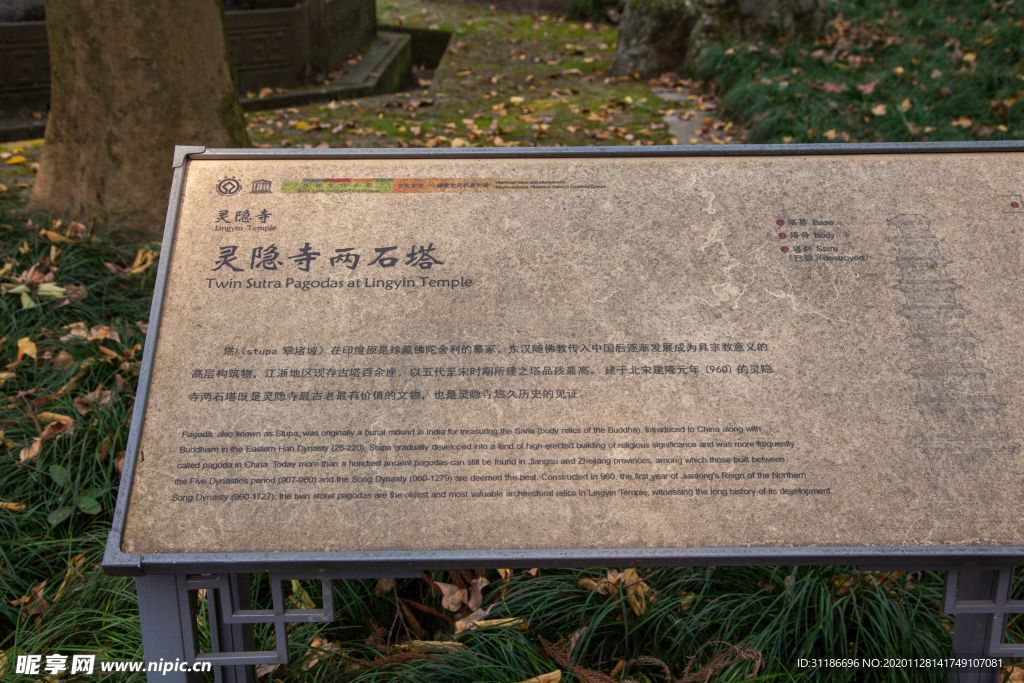 灵隐寺
Lingyin Temple
灵隐寺两石塔
Twin Sutra Pagodas at Lingyin Temple
塔基 Base
塔身 Body
塔刹 Spire
(已毁)(destroyed)
塔(stupa 窣堵坡)在印度原是珍藏佛陀舍利的墓冢，东汉随佛教传入中国后逐渐发展成为具宗教意义的
高层构筑物，江浙地区现存古塔百余座，以五代至宋时期所建之塔品质最高。建于北宋建隆元年（960）的灵隐
寺两石塔既是灵隐寺最古老最有价值的文物，也是灵隐寺悠久历史的见证。
Pagoda, also known as Stupa, was originally a burial mound in India for treasuring the Saris (body relics of the Buddha). Introduced to China along with
Buddhism in the Eastern Han Dynasty (25-220), Stupa gradually developed into a kind of high-erected building of religious significance and was more frequently
called pagoda in China. Today more than a hundred ancient pagodas can still be found in Jiangsu and Zhejiang provinces, among which those built between
the Five Dynasties period (907-960) and the Song Dynasty (960-1279) are deemed the best. Constructed in 960, the first year of Jianlong's Reign of the Northern
Song Dynasty (960-1127), the twin stone pagodas are the oldest and most valuable architectural relics in Lingyin Temple, witnessing the long history of its development.
昵享网 www.nipic.cn
ID:31186696 NO:20201128141749107081